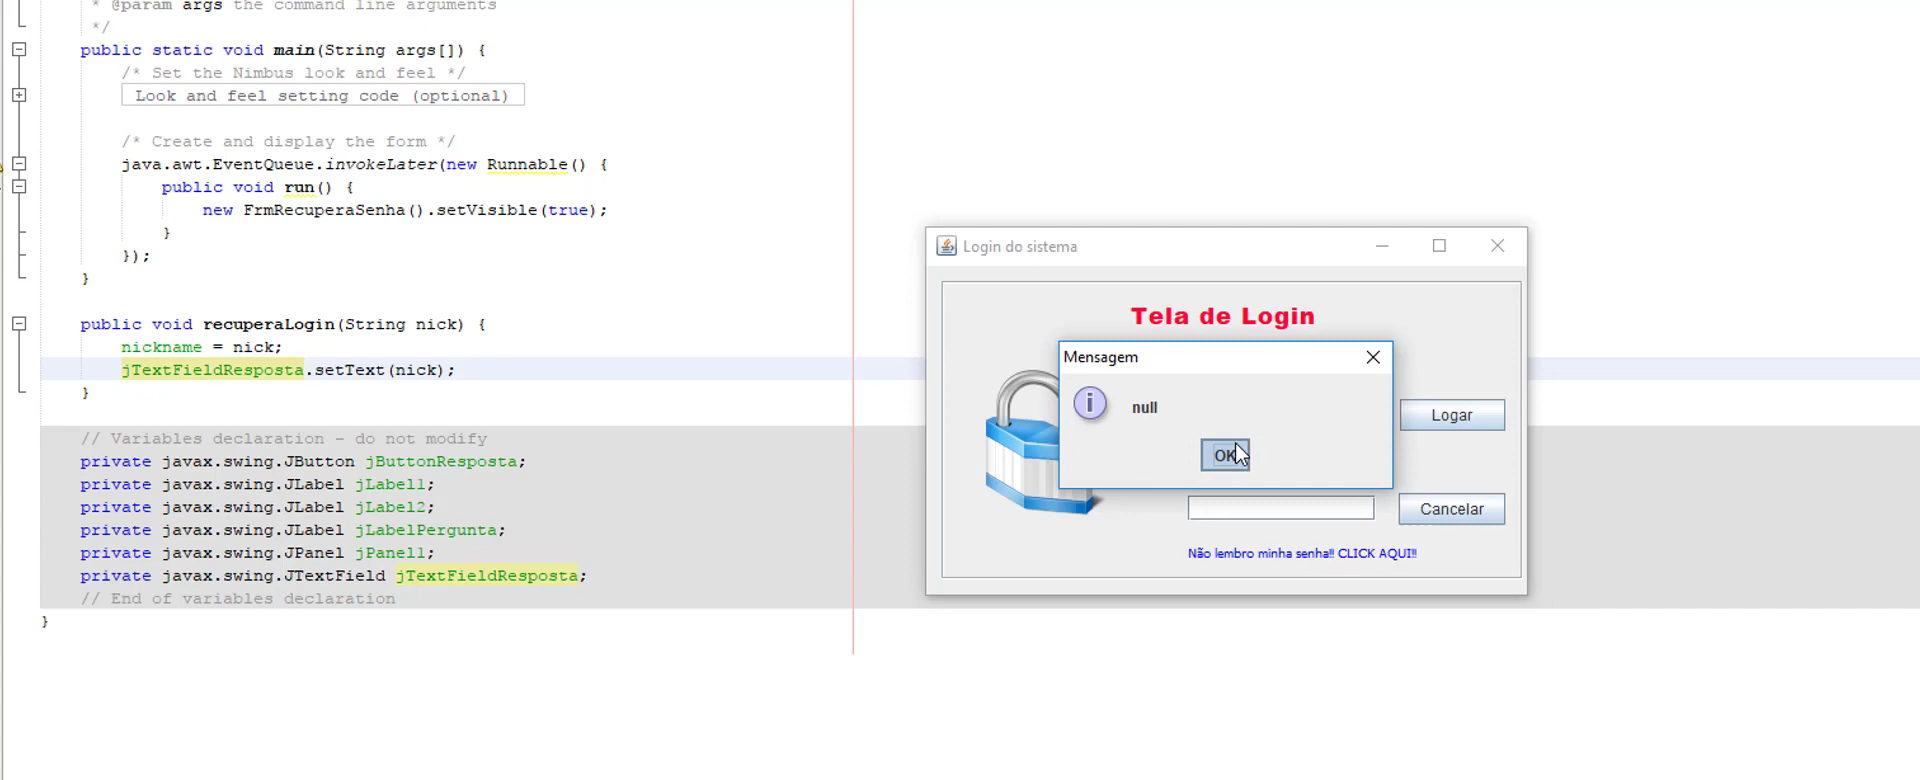 * @param args the command line arguments
*/
public static void main(String args[]) {
/* Set the Nimbus look and feel */
Look and feel setting code (optional)
/* Create and display the form */
java.awt.EventQueue.invokeLater(new Runnable() {
public void run() {
new FrmRecuperaSenha().setVisible(true);
}
});
}
public void recuperaLogin(String nick) {
nickname = nick;
jTextFieldResposta.setText(nick);
}
// Variables declaration - do not modify
private javax.swing.JButton jButtonResposta;
private javax.swing.JLabel jLabel1;
private javax.swing.JLabel jLabel2;
private javax.swing.JLabel jLabelPergunta;
private javax.swing.JPanel jPanel1;
private javax.swing.JTextField jTextFieldResposta;
// End of variables declaration
}
Login do sistema
Tela de Login
Mensagem
null
OK
Logar
Cancelar
Não lembro minha senha!! CLICK AQUI!!